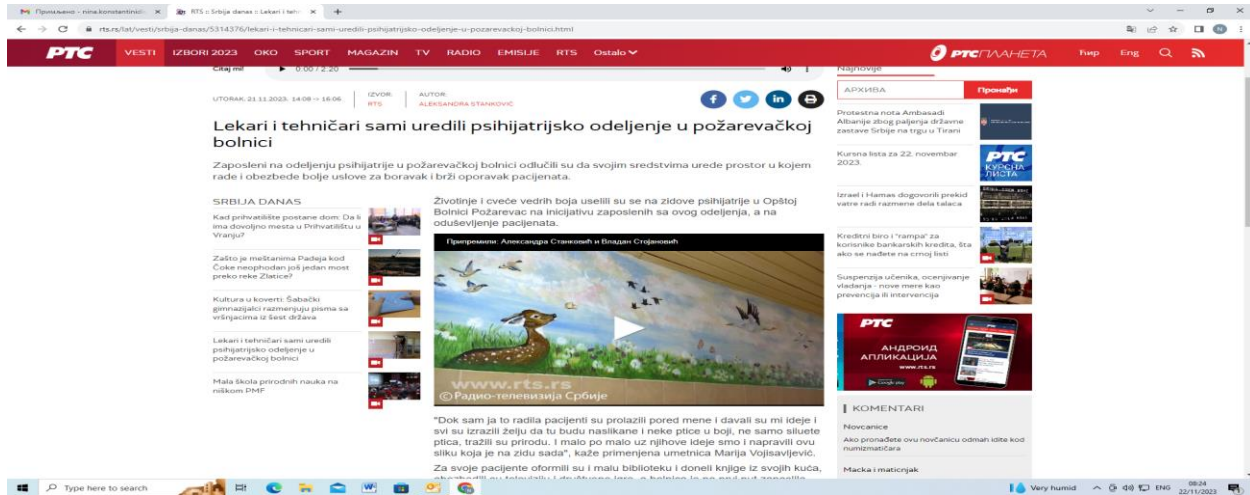 Примљено - nina.konstantinidi
RTS :: Srbija danas :: Lekari i teh
rts.rs/lat/vesti/srbija-danas/5314376/lekari-i-tehnicari-sami-uredili-psihijatrijsko-odeljenje-u-pozarevackoj-bolnici.html
РТС VESTI IZBORI 2023 OKO SPORT MAGAZIN TV RADIO EMISIJE RTS Ostalo РТСПЛАНЕТА Ћир Eng
Čitaj mi! 0:00 / 2:20
UTORAK, 21.11.2023, 14:08 -> 16:06
IZVOR:
RTS
AUTOR:
ALEKSANDRA STANKOVIĆ
Lekari i tehničari sami uredili psihijatrijsko odeljenje u požarevačkoj
bolnici
Zaposleni na odeljenju psihijatrije u požarevačkoj bolnici odlučili su da svojim sredstvima urede prostor u kojem
rade i obezbede bolje uslove za boravak i brži oporavak pacijenata.
SRBIJA DANAS
Kad prihvatilište postane dom: Da li
ima dovoljno mesta u Prihvatilištu u
Vranju?
Zašto je meštanima Padeja kod
Čoke neophodan još jedan most
preko reke Zlatice?
Kultura u koverti: Šabački
gimnazijalci razmenjuju pisma sa
vršnjacima iz šest država
Lekari i tehničari sami uredili
psihijatrijsko odeljenje u
požarevačkoj bolnici
Mala škola prirodnih nauka na
niškom PMF
Životinje i cveće vedrih boja uselili su se na zidove psihijatrije u Opštoj
Bolnici Požarevac na inicijativu zaposlenih sa ovog odeljenja, a na
oduševljenje pacijenata.
Припремили: Александра Станковић и Владан Стојановић
www.rts.rs
©Радио-телевизија Србије
"Dok sam ja to radila pacijenti su prolazili pored mene i davali su mi ideje i
svi su izrazili želju da tu budu naslikane i neke ptice u boji, ne samo siluete
ptica, tražili su prirodu. I malo po malo uz njihove ideje smo i napravili ovu
sliku koja je na zidu sada", kaže primenjena umetnica Marija Vojisavljević.
Za svoje pacijente oformili su i malu biblioteku i doneli knjige iz svojih kuća,
Najnovije
АРХИВА Пронађи
Protestna nota Ambasadi
Albanije zbog paljenja državne
zastave Srbije na trgu u Tirani
Kursna lista za 22. novembar
2023.
РТС
КУРСНА
ЛИСТА
Izrael i Hamas dogovorili prekid
vatre radi razmene dela talaca
Kreditni biro i "rampa" za
korisnike bankarskih kredita, šta
ako se nađete na crnoj listi
Suspenzija učenika, ocenjivanje
vladanja - nove mere kao
prevencija ili intervencija
РТС
АНДРОИД
АПЛИКАЦИЈА
www.rts.rs
Google play
KOMENTARI
Novcanice
Ako pronađete ovu novčanicu odmah idite kod
numizmatičara
Macka i maticnjak
Type here to search
Very humid
ENG
08:24
22/11/2023